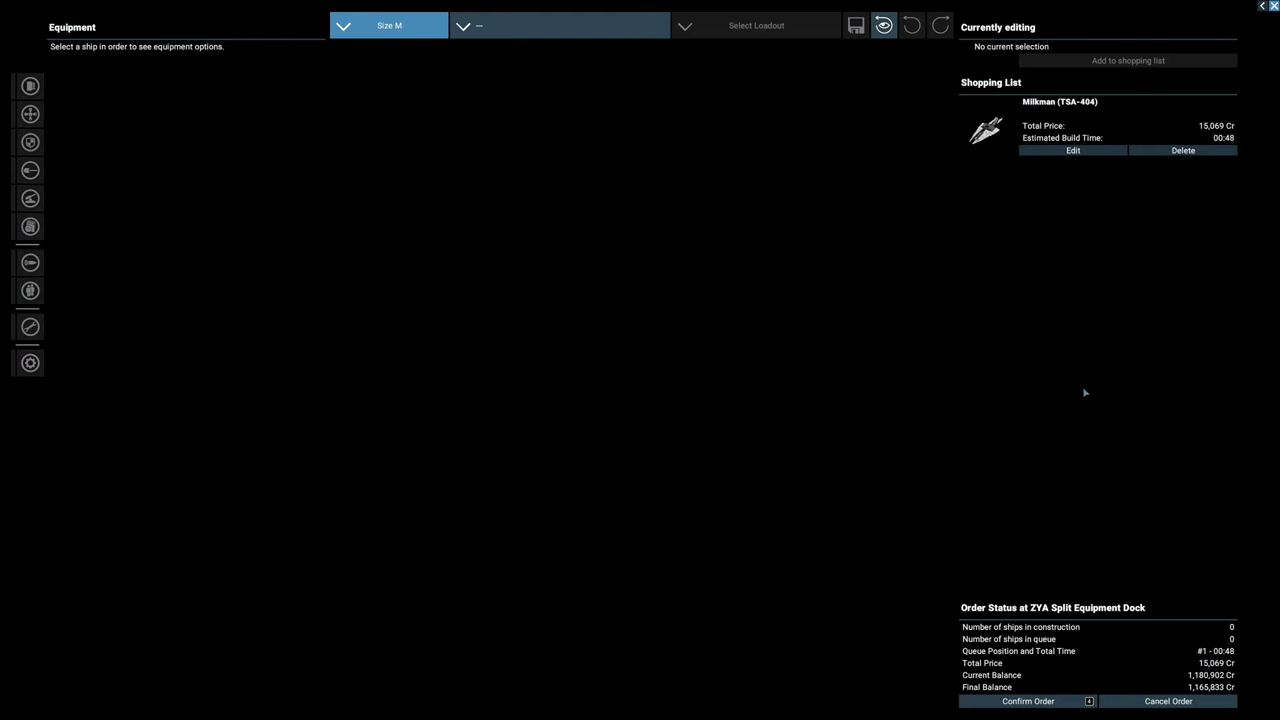 Equipment
Select a ship in order to see equipment options.
Size M
—
Select Loadout
Currently editing
No current selection
Add to shopping list
Shopping List
Milkman (TSA-404)
Total Price: 15,069 Cr
Estimated Build Time: 00:48
Edit Delete
Order Status at ZYA Split Equipment Dock
Number of ships in construction 0
Number of ships in queue 0
Queue Position and Total Time #1 - 00:48
Total Price 15,069 Cr
Current Balance 1,180,902 Cr
Final Balance 1,165,833 Cr
Confirm Order 4 Cancel Order